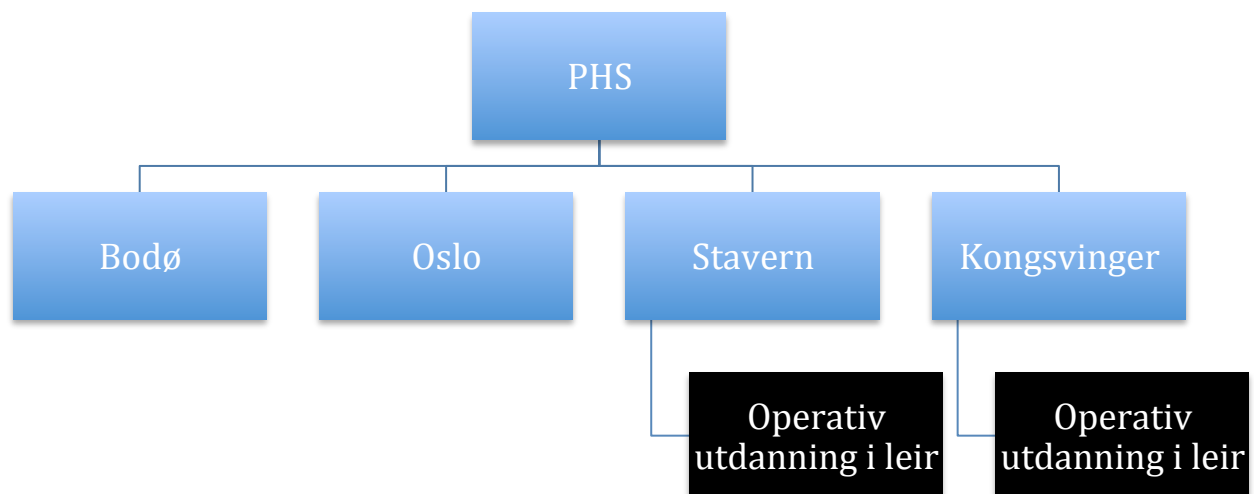 PHS
Bodø
Oslo
Stavern
Kongsvinger
Operativ
utdanning i leir
Operativ
utdanning i leir